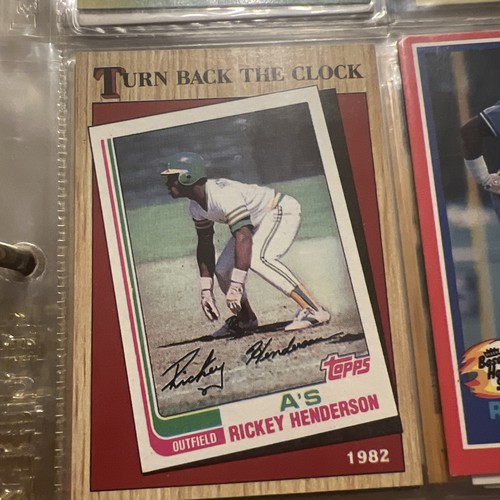 TURN BACK THE CLOCK
Rickey Henderson
topps
A'S
OUTFIELD RICKEY HENDERSON
1982